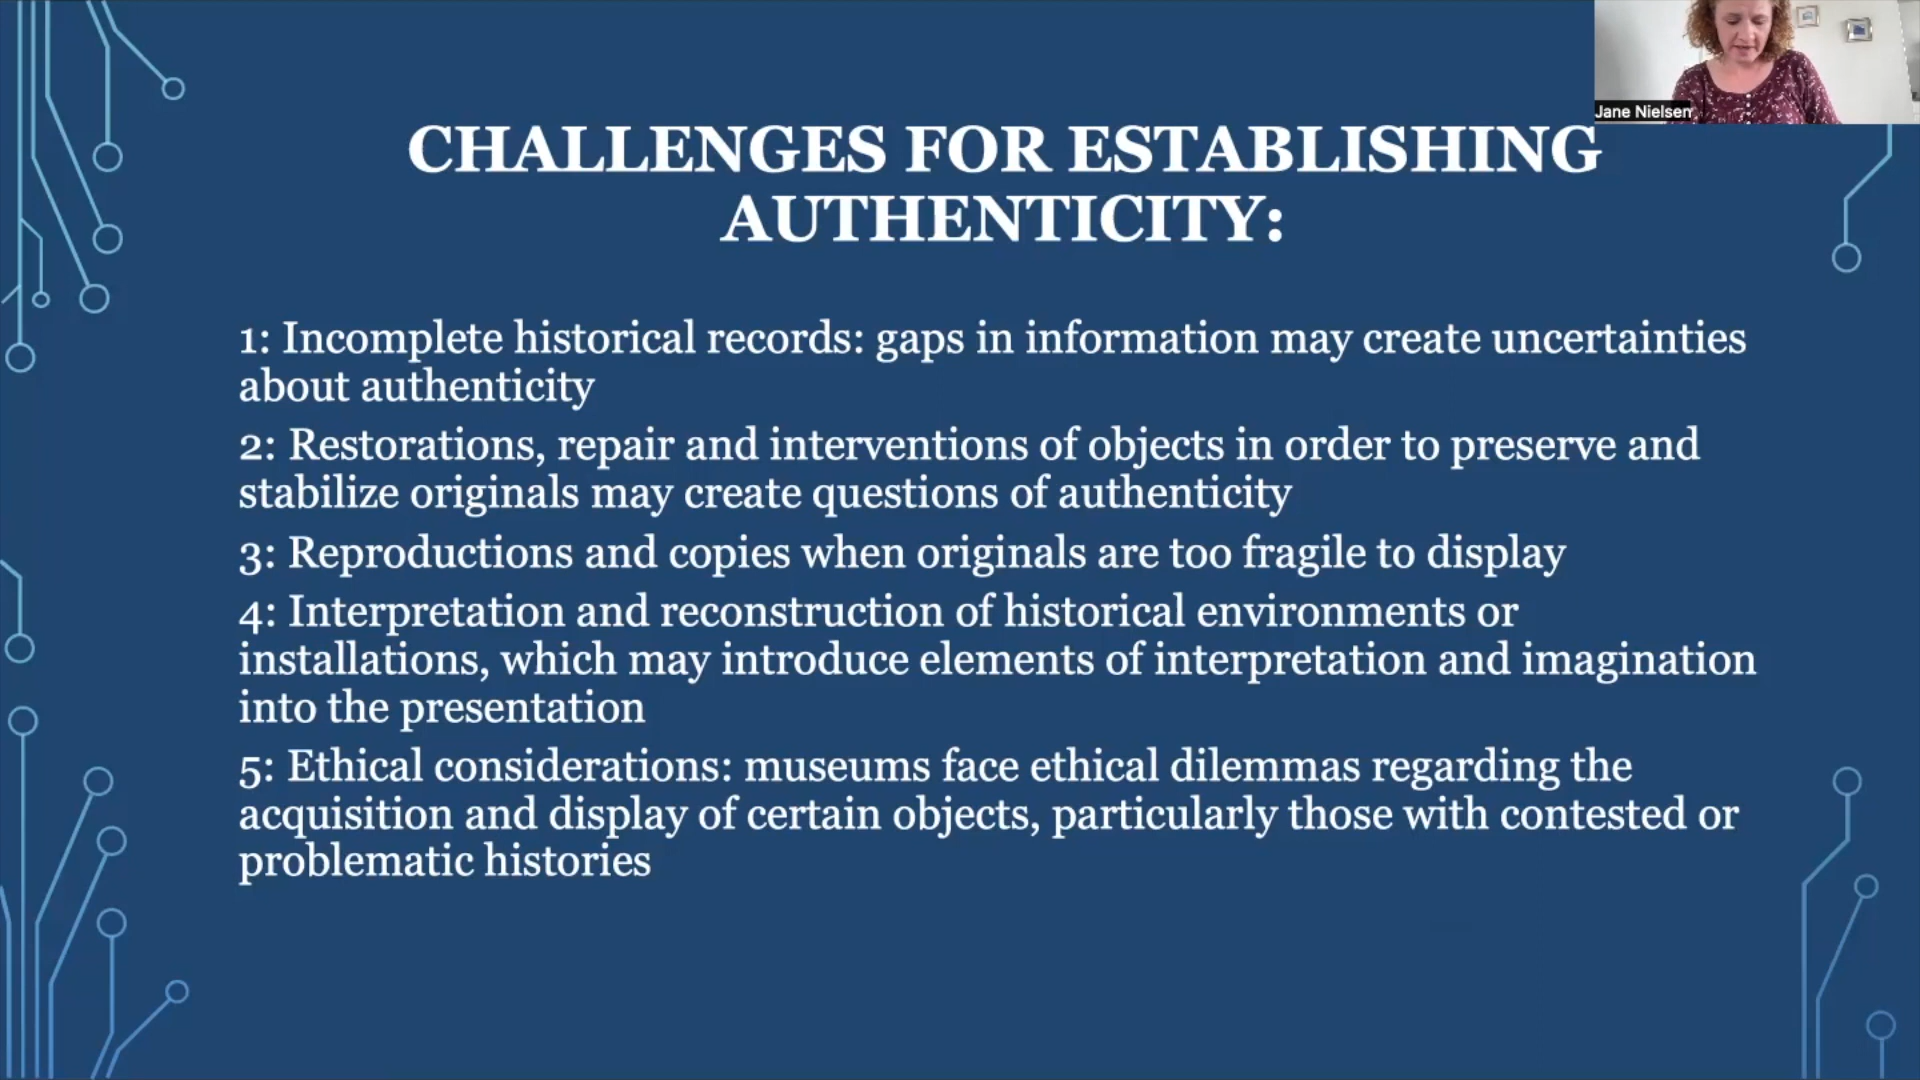 Jane Nielsen
CHALLENGES FOR ESTABLISHING
AUTHENTICITY:
1: Incomplete historical records: gaps in information may create uncertainties
about authenticity
2: Restorations, repair and interventions of objects in order to preserve and
stabilize originals may create questions of authenticity
3: Reproductions and copies when originals are too fragile to display
4: Interpretation and reconstruction of historical environments or
installations, which may introduce elements of interpretation and imagination
into the presentation
5: Ethical considerations: museums face ethical dilemmas regarding the
acquisition and display of certain objects, particularly those with contested or
problematic histories